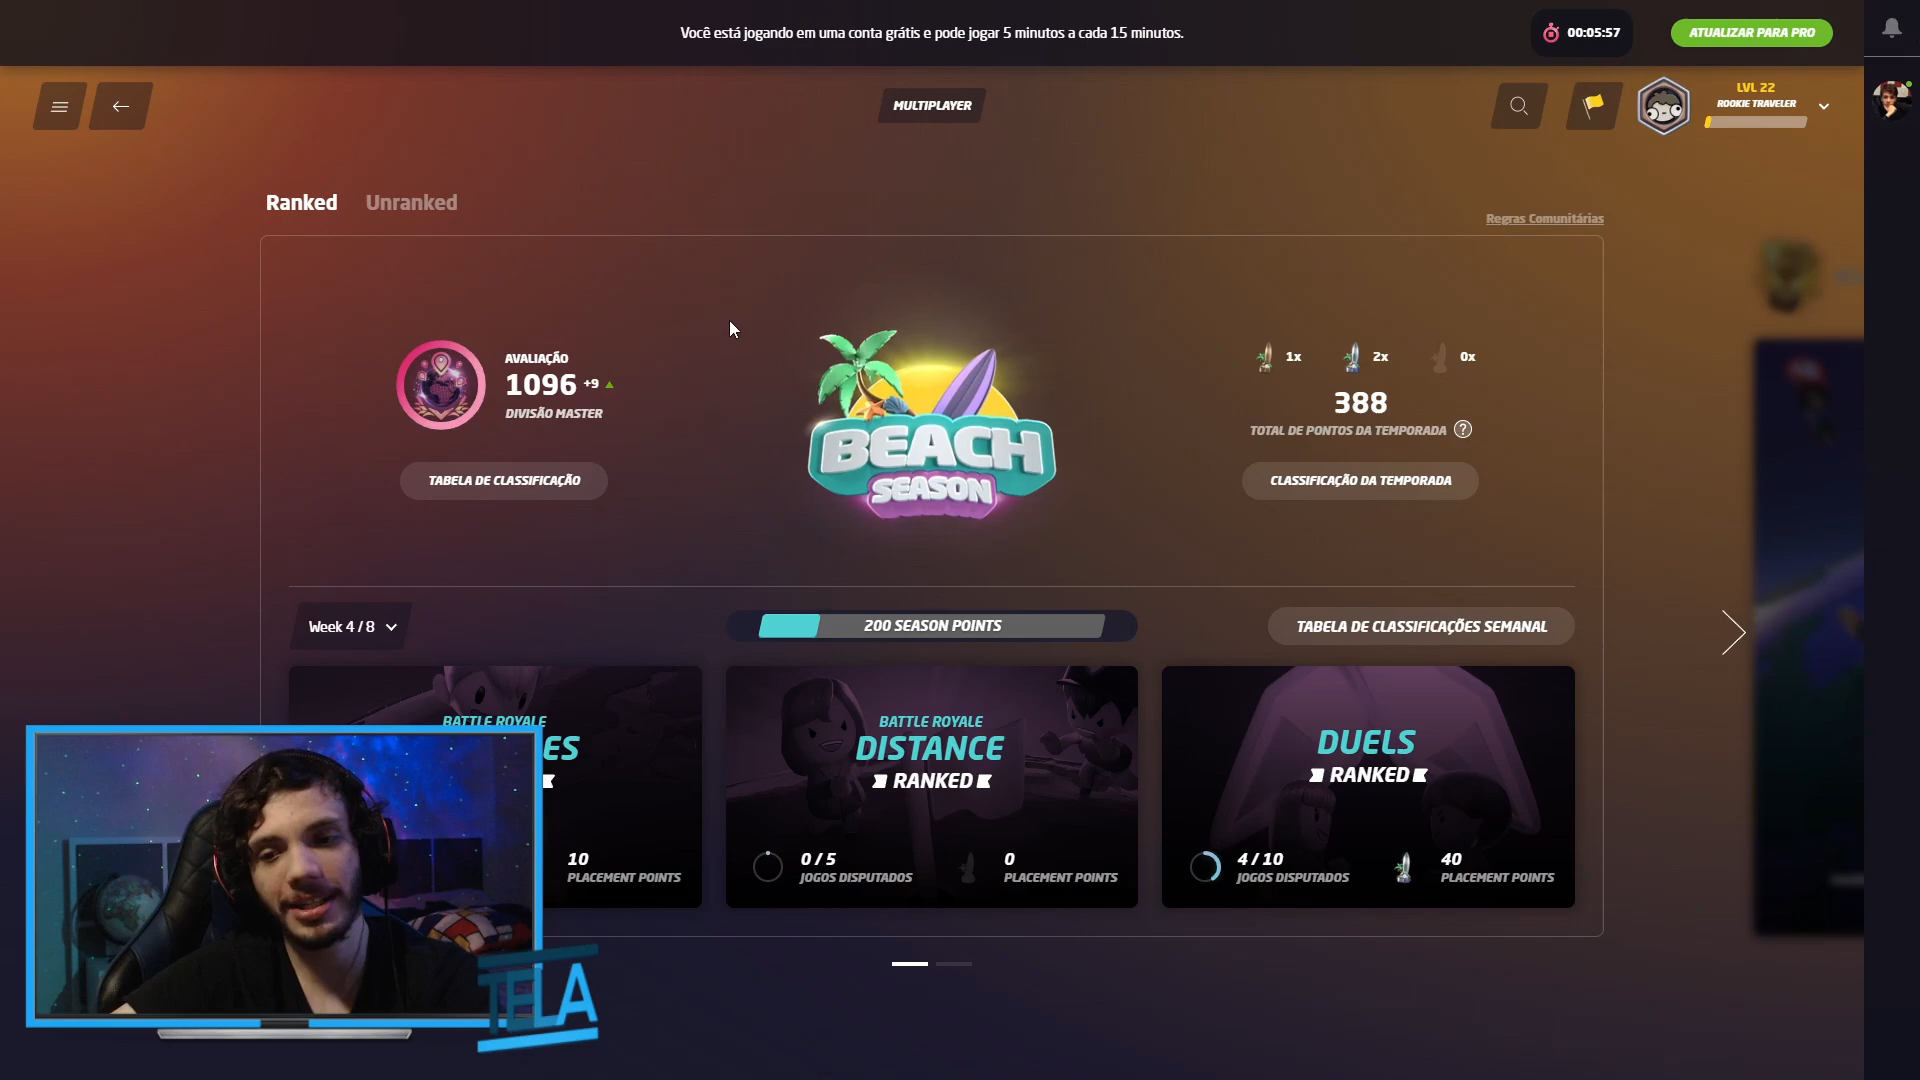 Você está jogando em uma conta grátis e pode jogar 5 minutos a cada 15 minutos.
00:05:57
ATUALIZAR PARA PRO
MULTIPLAYER
LVL 22
ROOKIE TRAVELER
Ranked
Unranked
Regras Comunitárias
AVALIAÇÃO
1096 +9
DIVISÃO MASTER
TABELA DE CLASSIFICAÇÃO
BEACH
SEASON
1x
2x
0x
388
TOTAL DE PONTOS DA TEMPORADA ?
CLASSIFICAÇÃO DA TEMPORADA
Week 4 / 8
200 SEASON POINTS
TABELA DE CLASSIFICAÇÕES SEMANAL
BATTLE ROYALE
ES
10
PLACEMENT POINTS
BATTLE ROYALE
DISTANCE
RANKED
0 / 5
JOGOS DISPUTADOS
0
PLACEMENT POINTS
DUELS
RANKED
4 / 10
JOGOS DISPUTADOS
40
PLACEMENT POINTS
TELA